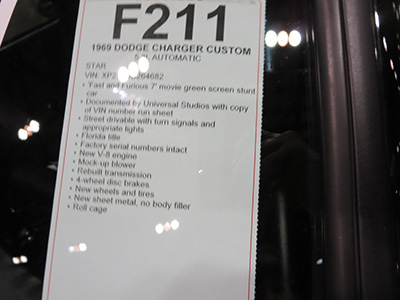 F211
1969 DODGE CHARGER CUSTOM
AUTOMATIC
STAR
VIN:
• 'Fast and Furious 7' movie green screen stunt
car
• Documented by Universal Studios with copy
of VIN number run sheet
• Street drivable with turn signals and
appropriate lights
• Florida title
• Factory serial numbers intact
• New V-8 engine
• Mock-up blower
• Rebuilt transmission
• 4-wheel disc brakes
• New wheels and tires
• New sheet metal, no body filler
• Roll cage